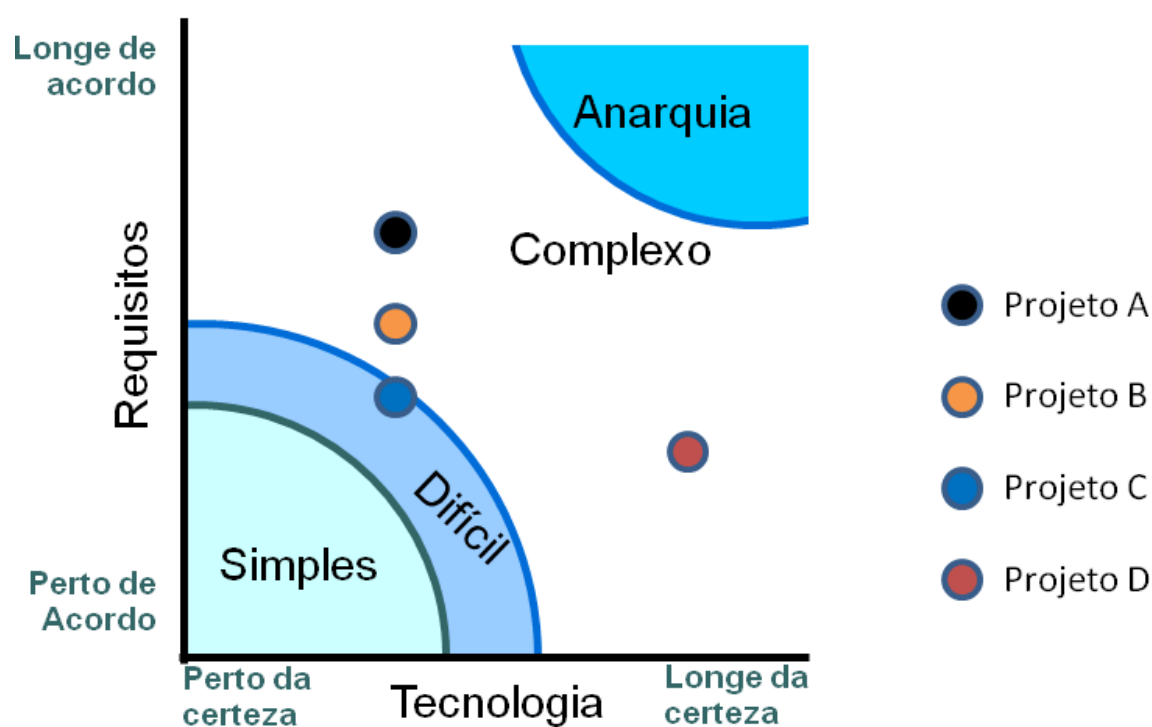 Longe de
acordo
Anarquia
Complexo
Requisitos
Projeto A
Projeto B
Projeto C
Projeto D
Difícil
Simples
Perto de
Acordo
Perto da
certeza
Tecnologia
Longe da
certeza